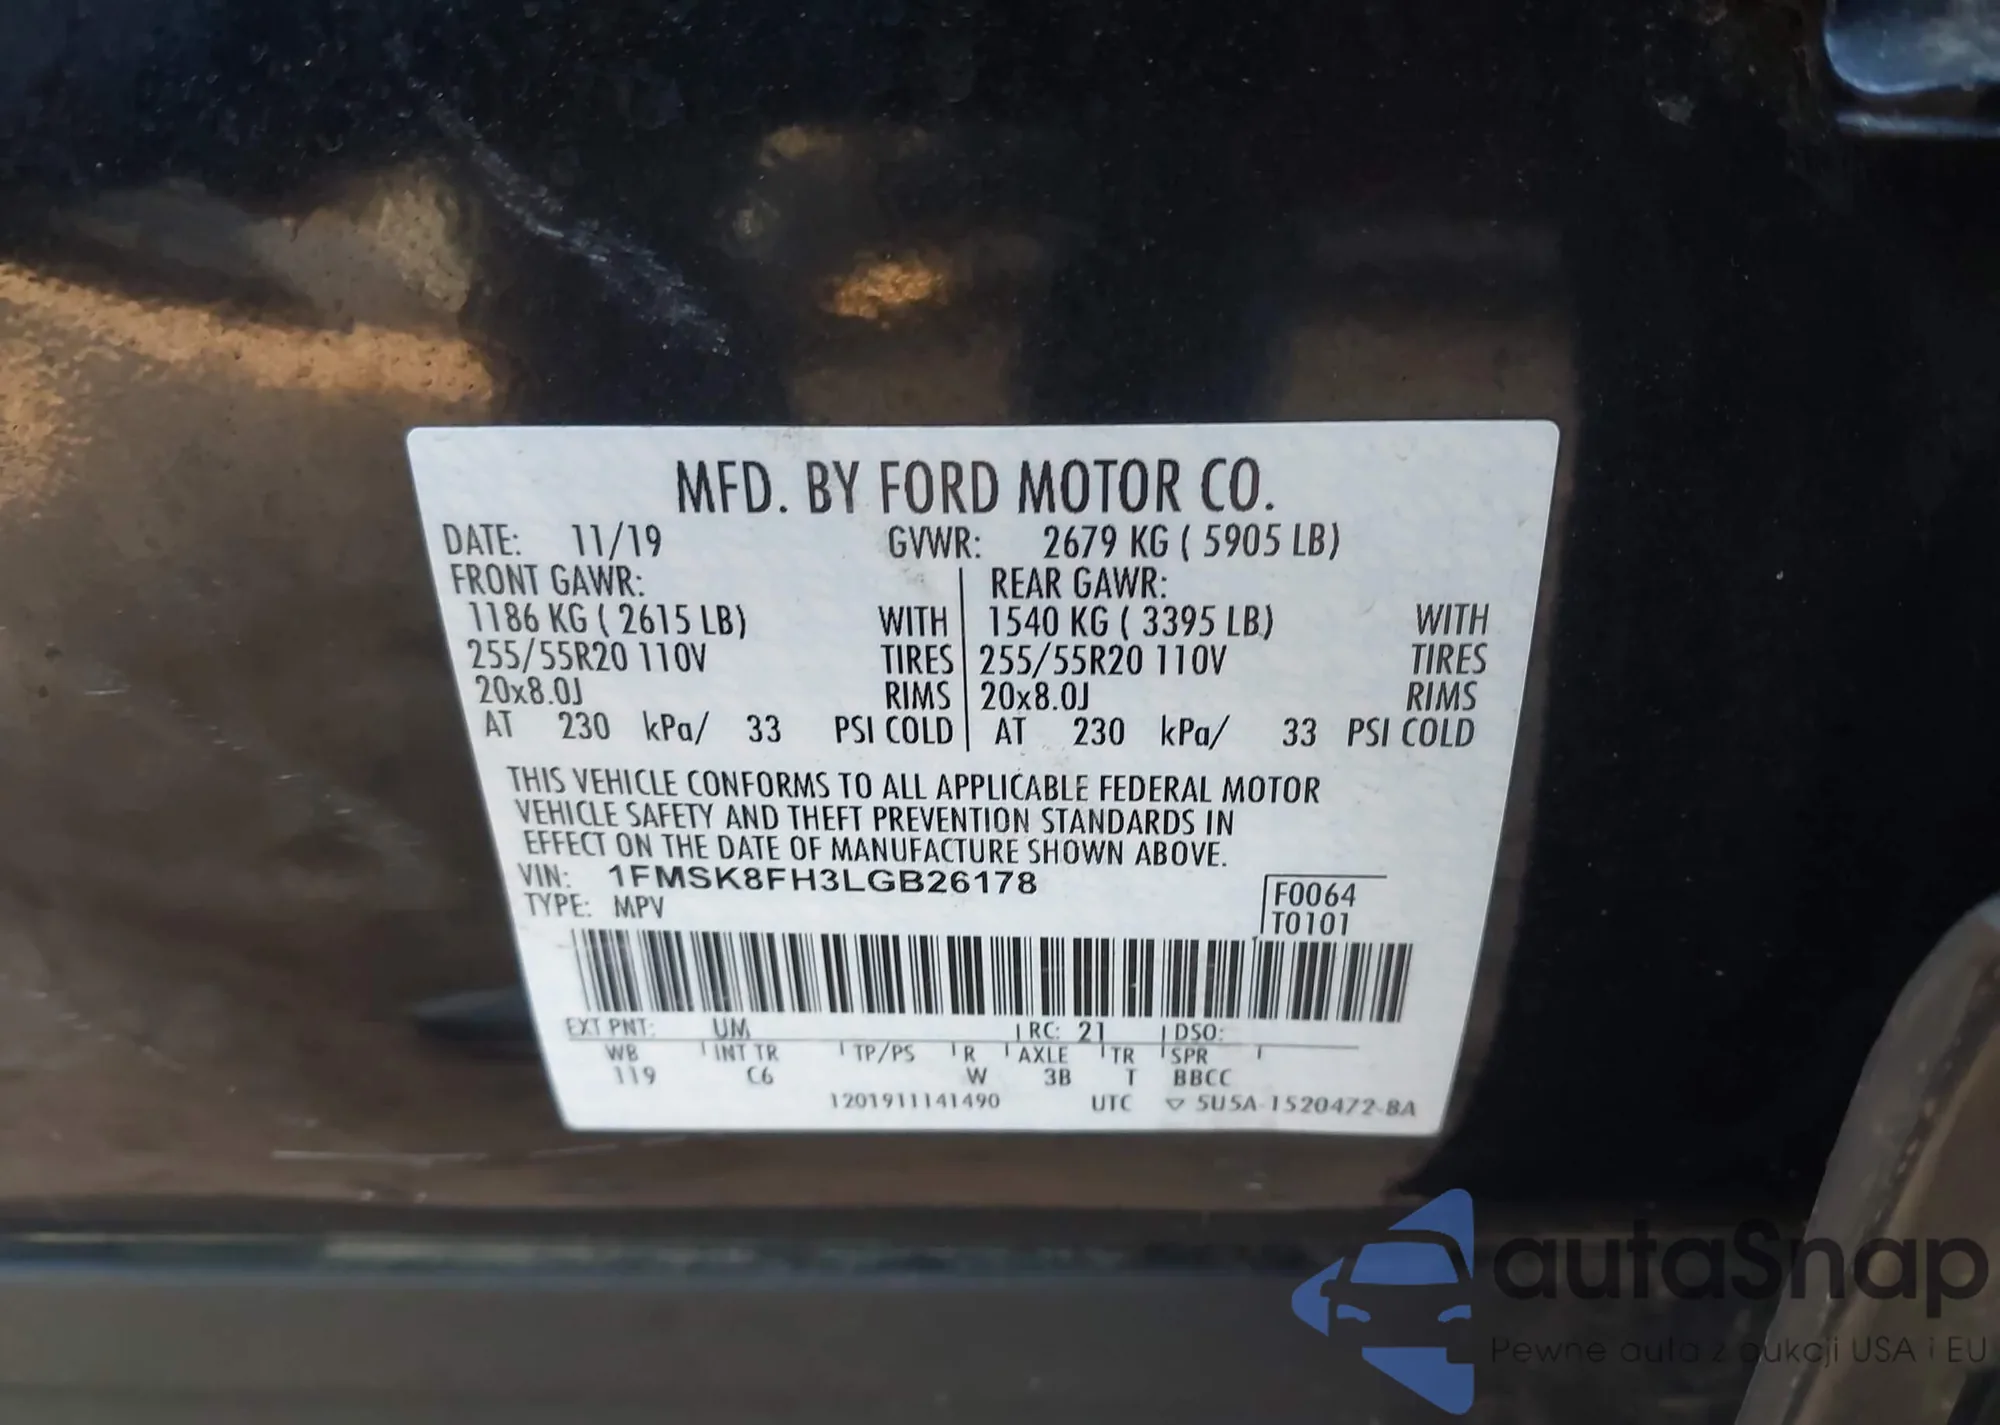 MFD. BY FORD MOTOR CO.
DATE: 11/19 GVWR: 2679 KG ( 5905 LB)
FRONT GAWR: REAR GAWR:
1186 KG ( 2615 LB) WITH 1540 KG ( 3395 LB) WITH
255/55R20 110V TIRES 255/55R20 110V TIRES
20x8.0J RIMS 20x8.0J RIMS
AT 230 kPa/ 33 PSI COLD AT 230 kPa/ 33 PSI COLD
THIS VEHICLE CONFORMS TO ALL APPLICABLE FEDERAL MOTOR
VEHICLE SAFETY AND THEFT PREVENTION STANDARDS IN
EFFECT ON THE DATE OF MANUFACTURE SHOWN ABOVE.
VIN: 1FMSK8FH3LGB26178
TYPE: MPV
F0064
T0101
EXT PNT: UM RC: 21 DSO:
WB INT TR TP/PS R AXLE TR SPR
119 C6 W 3B T BBCC
1201911141490 UTC ▽ 5U5A-1520472-BA
autaSnap
Pewne auta z aukcji USA i EU